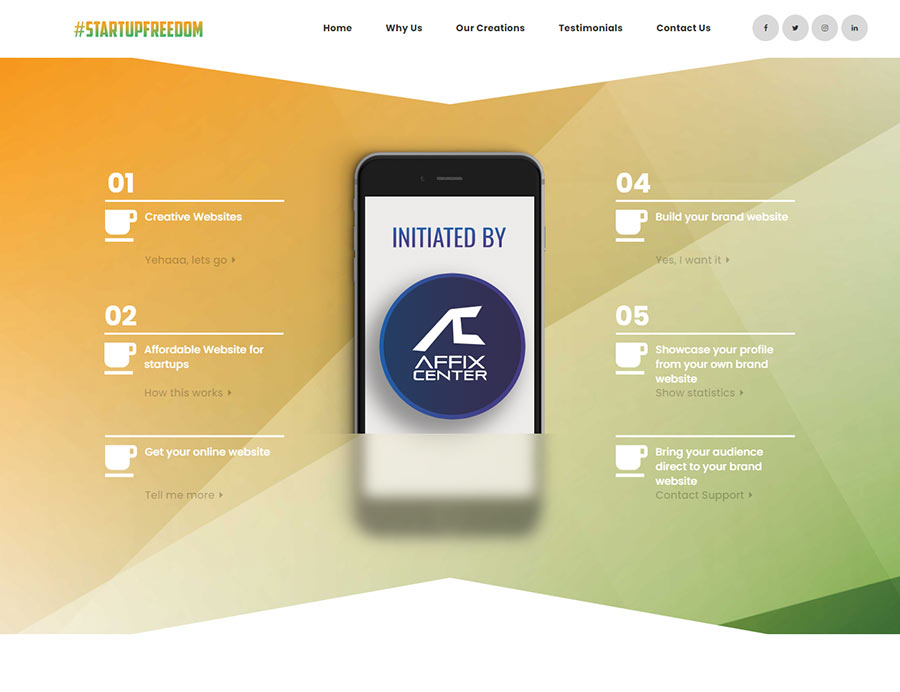 #STARTUPFREEDOM
Home
Why Us
Our Creations
Testimonials
Contact Us
01
Creative Websites
Yehaaa, lets go
02
Affordable Website for
startups
How this works
Get your online website
Tell me more
INITIATED BY
AFFIX
CENTER
04
Build your brand website
Yes, I want it
05
Showcase your profile
from your own brand
website
Show statistics
Bring your audience
direct to your brand
website
Contact Support